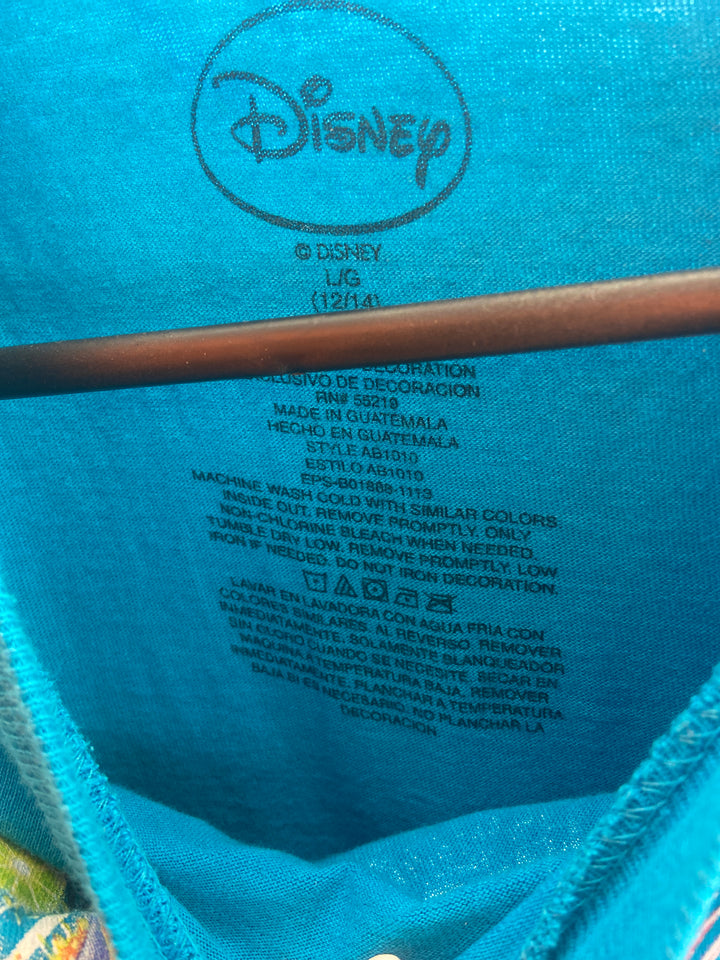 DiSNEY
© DiSNEY
L/G
(12/14)
DECORATION
DE DECORACION
RN# 55219
MADE IN GUATEMALA
HECHO EN GUATEMALA
STYLE AB1010
ESTILO AB1010
EPS-B01888-1113
MACHINE WASH COLD WITH SIMILAR COLORS
INSIDE OUT. REMOVE PROMPTLY. ONLY
NON-CHLORINE BLEACH WHEN NEEDED.
TUMBLE DRY LOW. REMOVE PROMPTLY. LOW
IRON IF NEEDED. DO NOT IRON DECORATION.
LAVAR EN LAVADORA CON AGUA FRIA CON
COLORES SIMILARES. AL REVERSO. REMOVER
INMEDIATAMENTE. SOLAMENTE BLANQUEADOR
SIN CLORO CUANDO SE NECESITE. SECAR EN
MAQUINA A TEMPERATURA BAJA. REMOVER
INMEDIATAMENTE. PLANCHAR A TEMPERATURA
BAJA SI ES NECESARIO. NO PLANCHAR LA
DECORACION